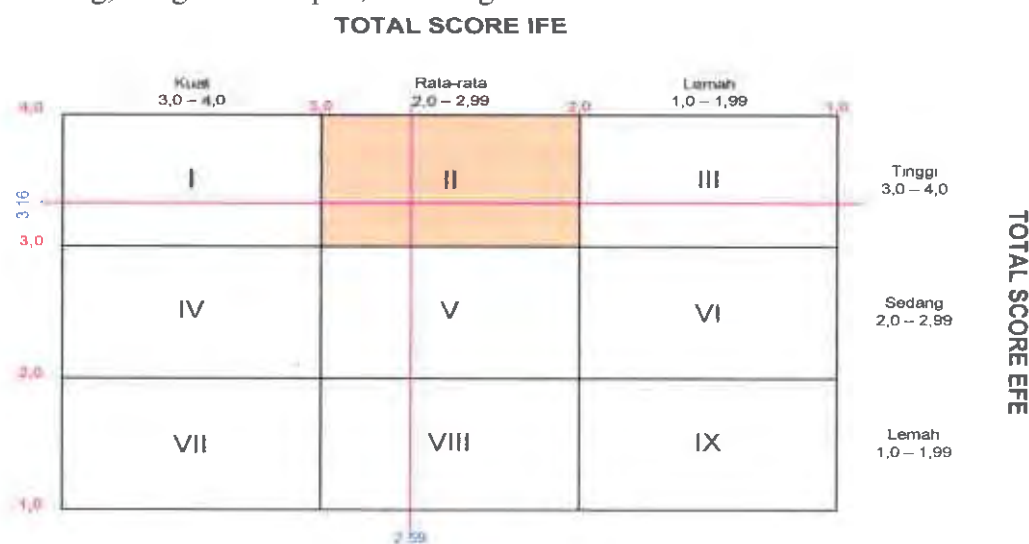 TOTAL SCORE IFE
Kuat
3,0 – 4,0
Rata-rata
2,0 – 2,99
Lemah
1,0 – 1,99
4,0
3,0
2,0
1,0
I
II
III
Tinggi
3,0 – 4,0
3 16
3,0
IV
V
VI
Sedang
2,0 – 2,99
2,0
VII
VIII
IX
Lemah
1,0 – 1,99
1,0
2 59
TOTAL SCORE EFE